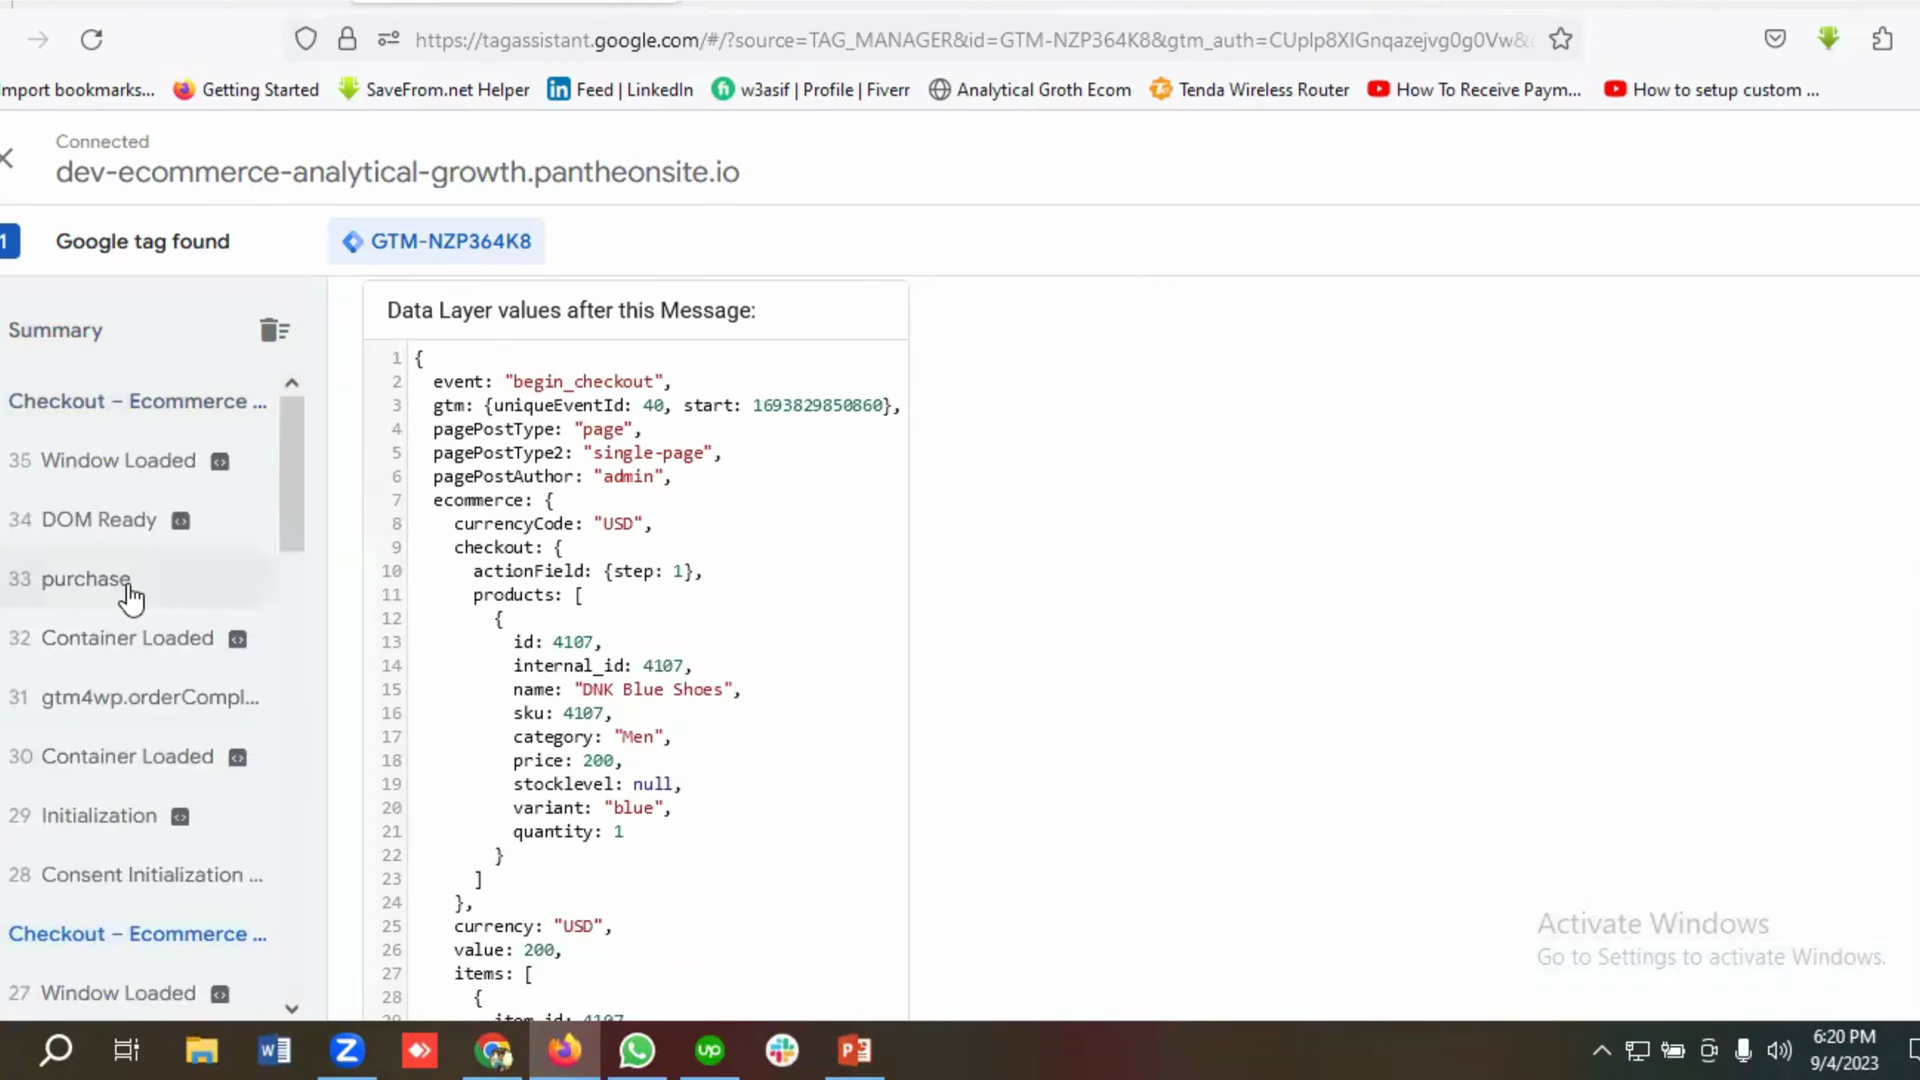 https://tagassistant.google.com/#/?source=TAG_MANAGER&id=GTM-NZP364K8&gtm_auth=CUplp8XIGnqazejvg0g0Vw&
mport bookmarks... Getting Started SaveFrom.net Helper Feed | LinkedIn w3asif | Profile | Fiverr Analytical Groth Ecom Tenda Wireless Router How To Receive Paym... How to setup custom ...
Connected
dev-ecommerce-analytical-growth.pantheonsite.io
1 Google tag found GTM-NZP364K8
Summary
Checkout – Ecommerce ...
35 Window Loaded
34 DOM Ready
33 purchase
32 Container Loaded
31 gtm4wp.orderCompl...
30 Container Loaded
29 Initialization
28 Consent Initialization ...
Checkout – Ecommerce ...
27 Window Loaded
Data Layer values after this Message:
1 {
2 event: "begin_checkout",
3 gtm: {uniqueEventId: 40, start: 1693829850860},
4 pagePostType: "page",
5 pagePostType2: "single-page",
6 pagePostAuthor: "admin",
7 ecommerce: {
8 currencyCode: "USD",
9 checkout: {
10 actionField: {step: 1},
11 products: [
12 {
13 id: 4107,
14 internal_id: 4107,
15 name: "DNK Blue Shoes",
16 sku: 4107,
17 category: "Men",
18 price: 200,
19 stocklevel: null,
20 variant: "blue",
21 quantity: 1
22 }
23 ]
24 },
25 currency: "USD",
26 value: 200,
27 items: [
28 {
29 item_id: 4107
Activate Windows
Go to Settings to activate Windows.
6:20 PM
9/4/2023